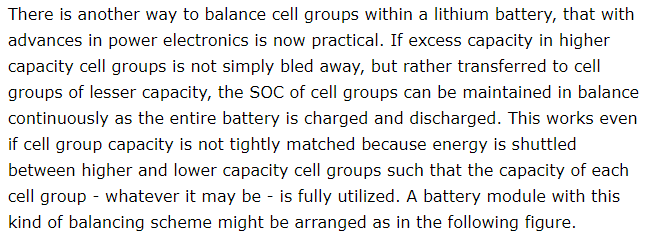 There is another way to balance cell groups within a lithium battery, that with
advances in power electronics is now practical. If excess capacity in higher
capacity cell groups is not simply bled away, but rather transferred to cell
groups of lesser capacity, the SOC of cell groups can be maintained in balance
continuously as the entire battery is charged and discharged. This works even
if cell group capacity is not tightly matched because energy is shuttled
between higher and lower capacity cell groups such that the capacity of each
cell group - whatever it may be - is fully utilized. A battery module with this
kind of balancing scheme might be arranged as in the following figure.